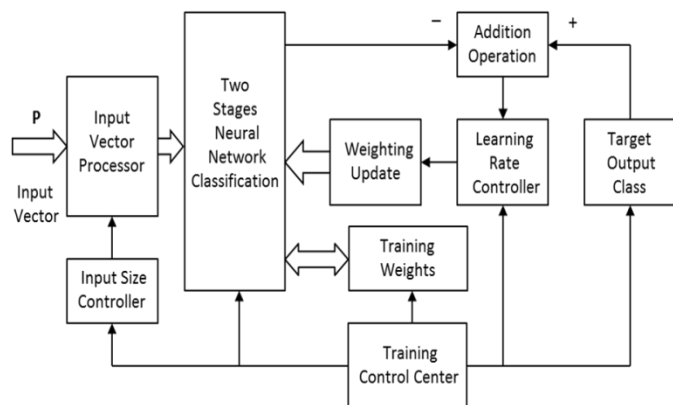 P
Input
Vector
Input
Vector
Processor
Input Size
Controller
Two
Stages
Neural
Network
Classification
−
+
Addition
Operation
Weighting
Update
Learning
Rate
Controller
Target
Output
Class
Training
Weights
Training
Control Center